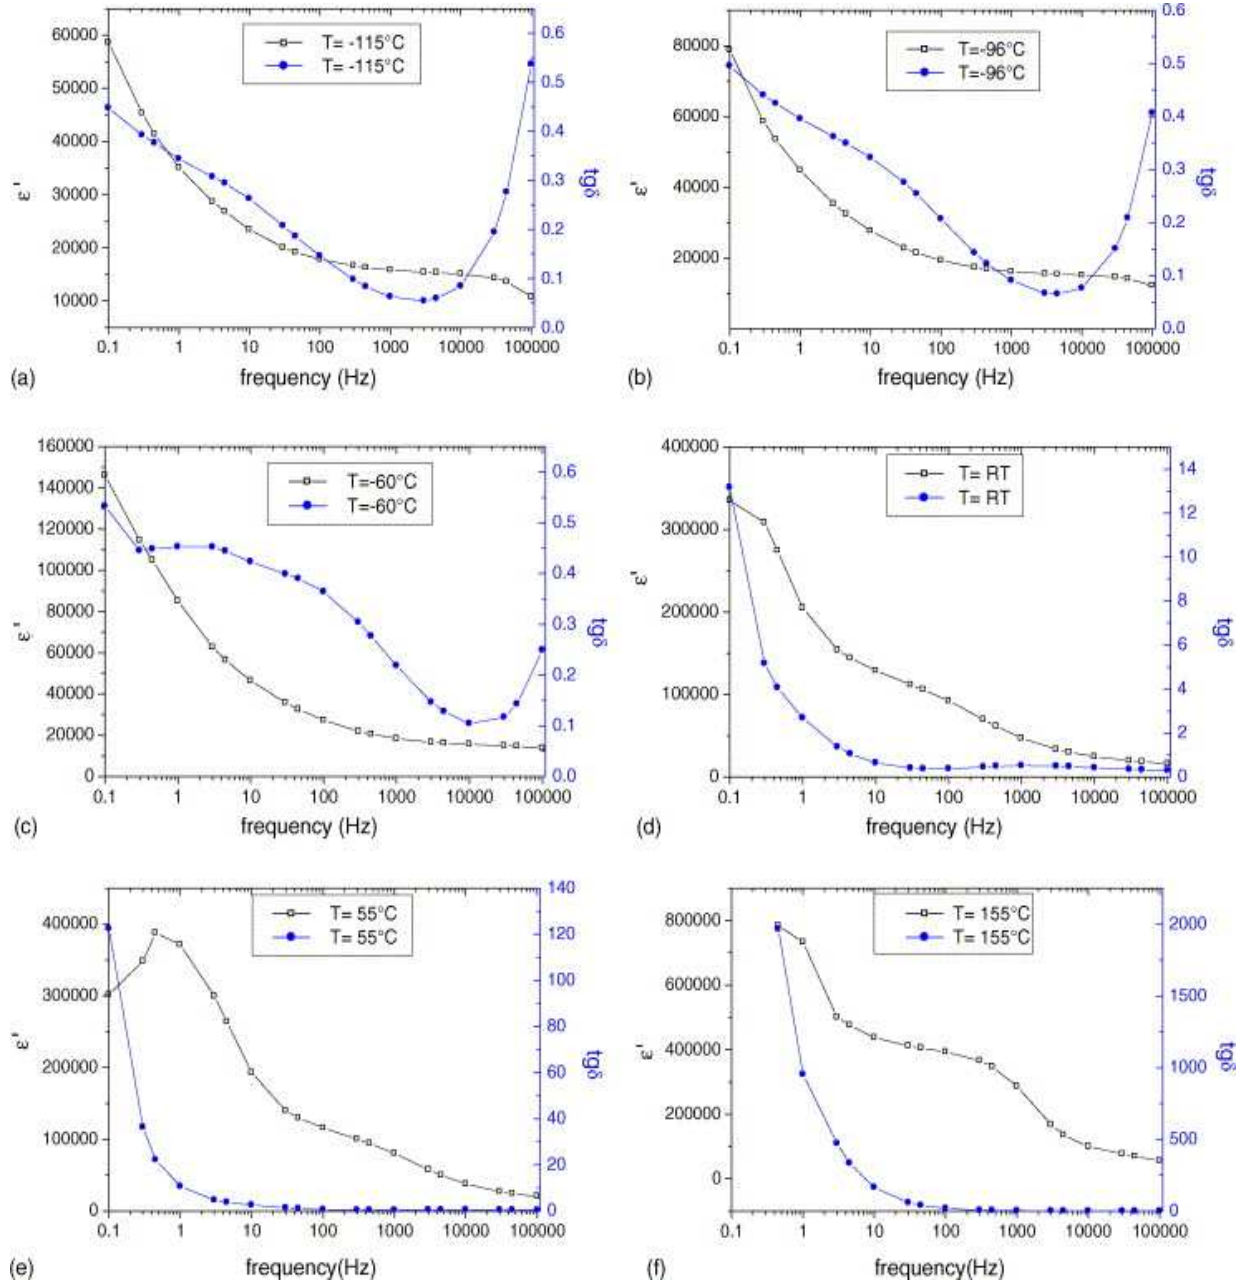 T= -115°C
T= -115°C
60000
50000
40000
30000
20000
10000
ε'
0.6
0.5
0.4
0.3
0.2
0.1
0.0
tgδ
0.1 1 10 100 1000 10000 100000
(a) frequency (Hz)
T=-96°C
T=-96°C
80000
60000
40000
20000
0
ε'
0.6
0.5
0.4
0.3
0.2
0.1
0.0
tgδ
0.1 1 10 100 1000 10000 100000
(b) frequency (Hz)
T=-60°C
T=-60°C
160000
140000
120000
100000
80000
60000
40000
20000
0
ε'
0.6
0.5
0.4
0.3
0.2
0.1
0.0
tgδ
0.1 1 10 100 1000 10000 100000
(c) frequency (Hz)
T= RT
T= RT
400000
300000
200000
100000
0
ε'
14
12
10
8
6
4
2
0
tgδ
0.1 1 10 100 1000 10000 100000
(d) frequency (Hz)
T= 55°C
T= 55°C
400000
300000
200000
100000
0
ε'
140
120
100
80
60
40
20
0
tgδ
0.1 1 10 100 1000 10000 100000
(e) frequency(Hz)
T= 155°C
T= 155°C
800000
600000
400000
200000
0
ε'
2000
1500
1000
500
0
tgδ
0.1 1 10 100 1000 10000 100000
(f) frequency(Hz)